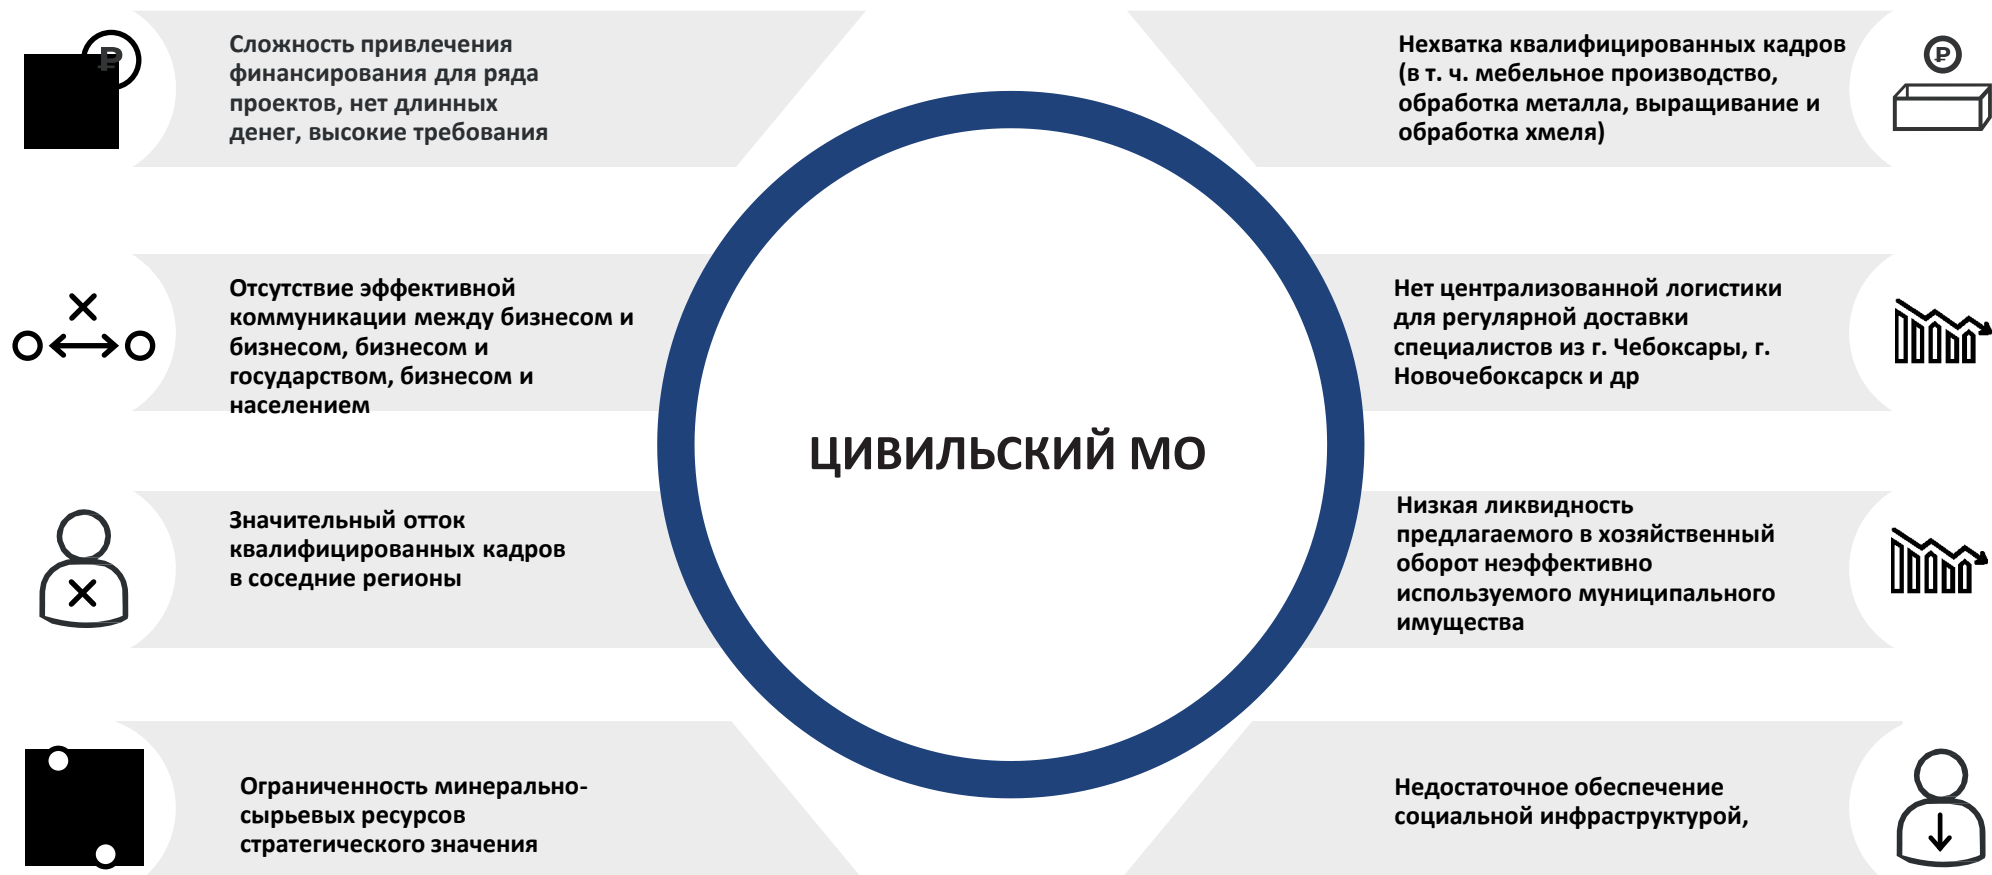 Сложность привлечения
финансирования для ряда
проектов, нет длинных
денег, высокие требования
Отсутствие эффективной
коммуникации между бизнесом и
бизнесом, бизнесом и
государством, бизнесом и
населением
Значительный отток
квалифицированных кадров
в соседние регионы
Ограниченность минерально-
сырьевых ресурсов
стратегического значения
ЦИВИЛЬСКИЙ МО
Нехватка квалифицированных кадров
(в т. ч. мебельное производство,
обработка металла, выращивание и
обработка хмеля)
Нет централизованной логистики
для регулярной доставки
специалистов из г. Чебоксары, г.
Новочебоксарск и др
Низкая ликвидность
предлагаемого в хозяйственный
оборот неэффективно
используемого муниципального
имущества
Недостаточное обеспечение
социальной инфраструктурой,